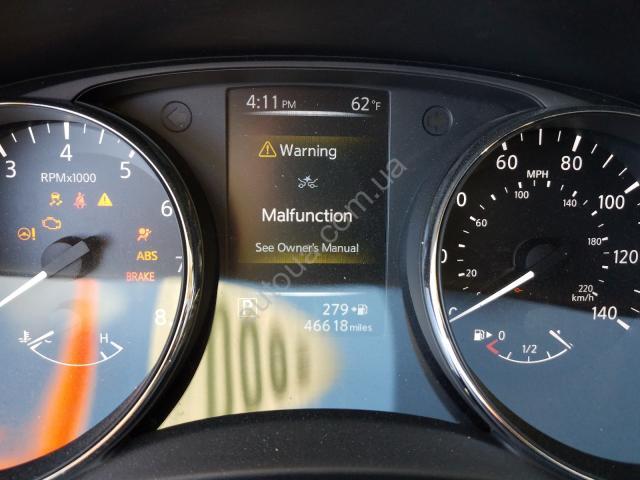 4:11 PM 62°F
Warning
Malfunction
See Owner's Manual
P 279
46618 miles
3 4 5 6 7 8
RPMx1000
ABS
BRAKE
H
60 80 100 120 140
MPH
20 60 100 140 180 220
km/h
0 1/2
autoua.com.ua